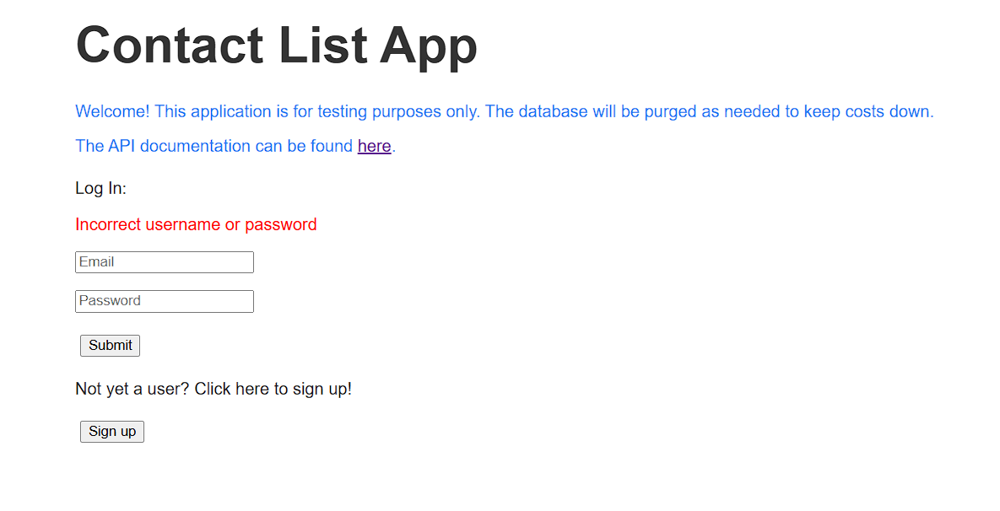 Contact List App
Welcome! This application is for testing purposes only. The database will be purged as needed to keep costs down.
The API documentation can be found here.
Log In:
Incorrect username or password
Email
Password
Submit
Not yet a user? Click here to sign up!
Sign up